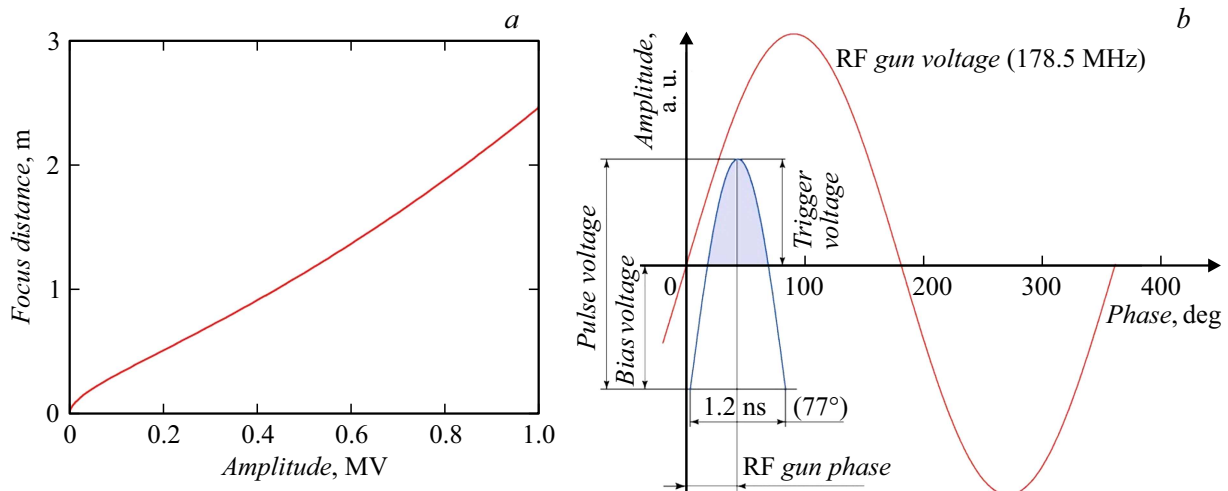 a
3
2
1
0
Focus distance, m
0
0.2
0.4
0.6
0.8
1.0
Amplitude, MV
b
Amplitude,
a. u.
RF gun voltage (178.5 MHz)
Pulse voltage
Bias voltage
Trigger
voltage
0
100
200
300
400
Phase, deg
1.2 ns (77°)
RF gun phase